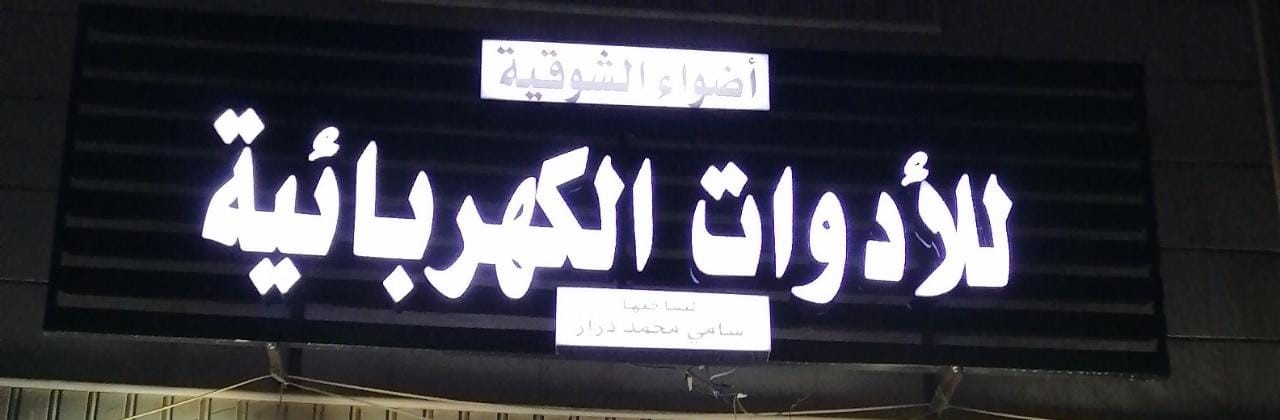 أضواء الشوقية
للأدوات الكهربائية
لصاحبها
سامي محمد درار